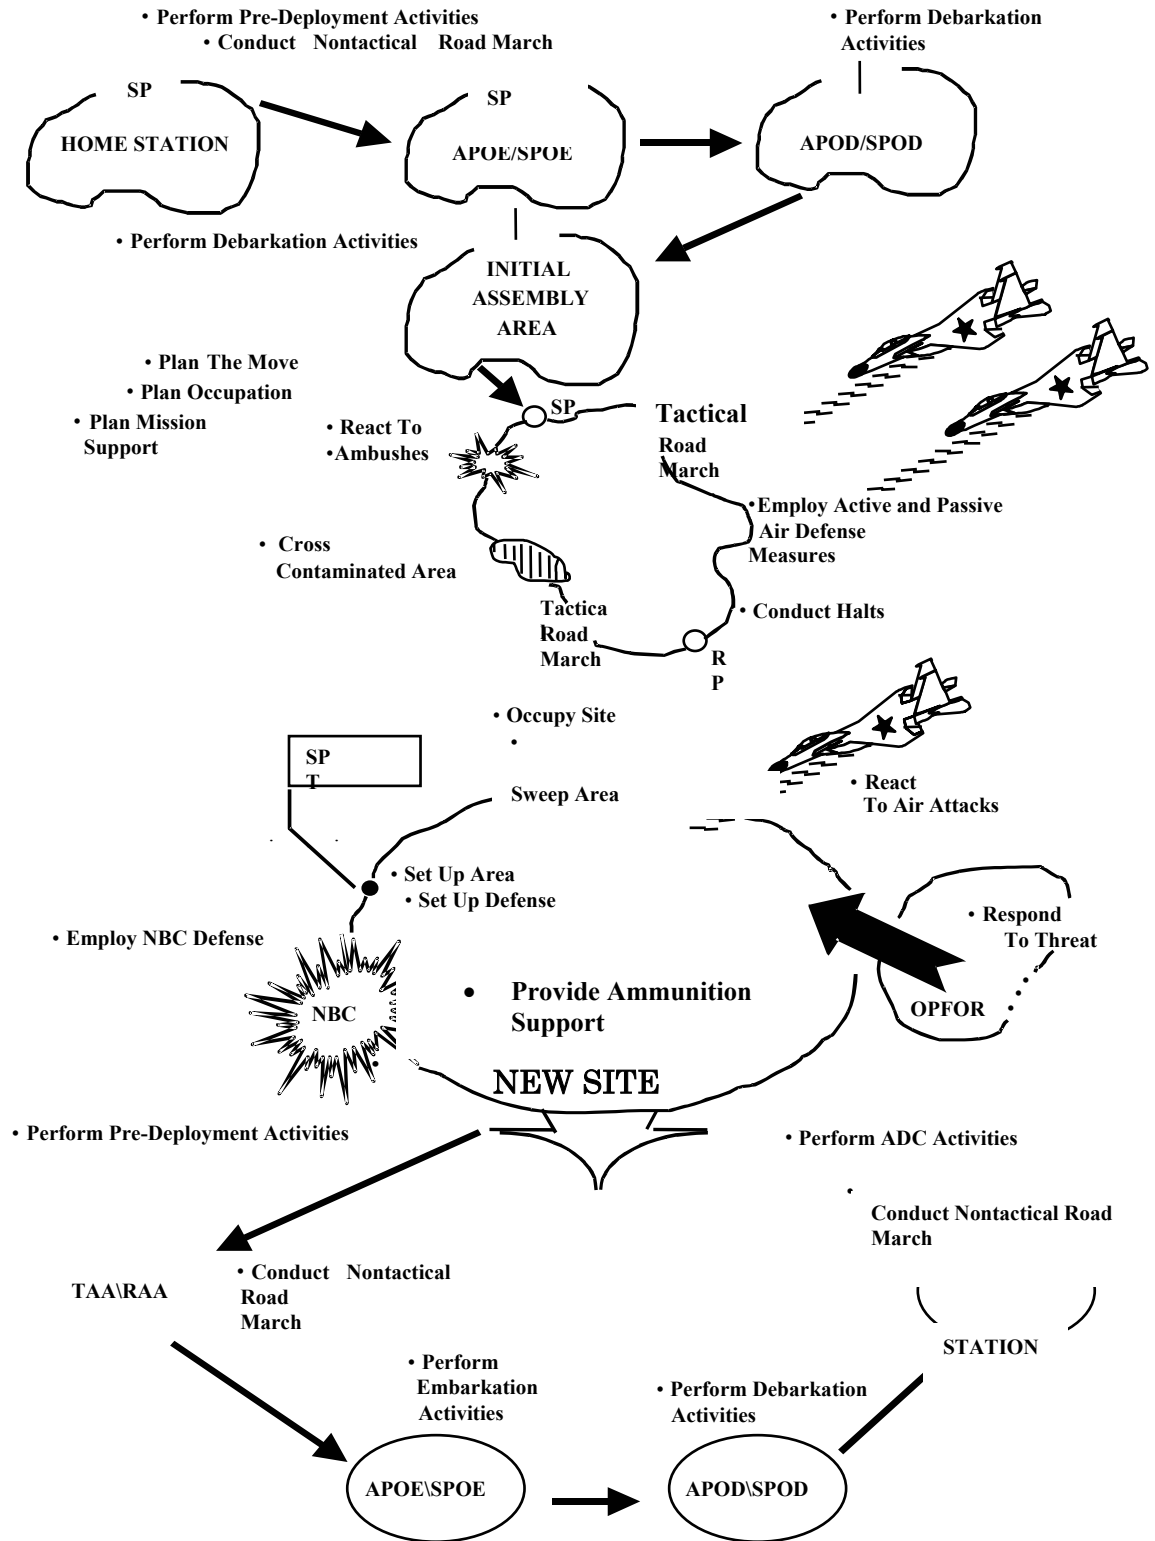 • Perform Pre-Deployment Activities
• Conduct Nontactical Road March
• Perform Debarkation
Activities
SP
HOME STATION
SP
APOE/SPOE
APOD/SPOD
• Perform Debarkation Activities
INITIAL
ASSEMBLY
AREA
• Plan The Move
• Plan Occupation
• Plan Mission
Support
• React To
•Ambushes
SP
Tactical
Road
March
•Employ Active and Passive
Air Defense
Measures
• Cross
Contaminated Area
• Conduct Halts
Tactica
l
Road
March
R
P
• Occupy Site
•
Sweep Area
SP
T
• React
To Air Attacks
• Set Up Area
• Set Up Defense
• Respond
To Threat
• Employ NBC Defense
NBC
• Provide Ammunition
Support
OPFOR
NEW SITE
• Perform Pre-Deployment Activities
• Perform ADC Activities
•
Conduct Nontactical Road
March
TAA\RAA
• Conduct Nontactical
Road
March
STATION
• Perform
Embarkation
Activities
• Perform Debarkation
Activities
APOE\SPOE
APOD\SPOD